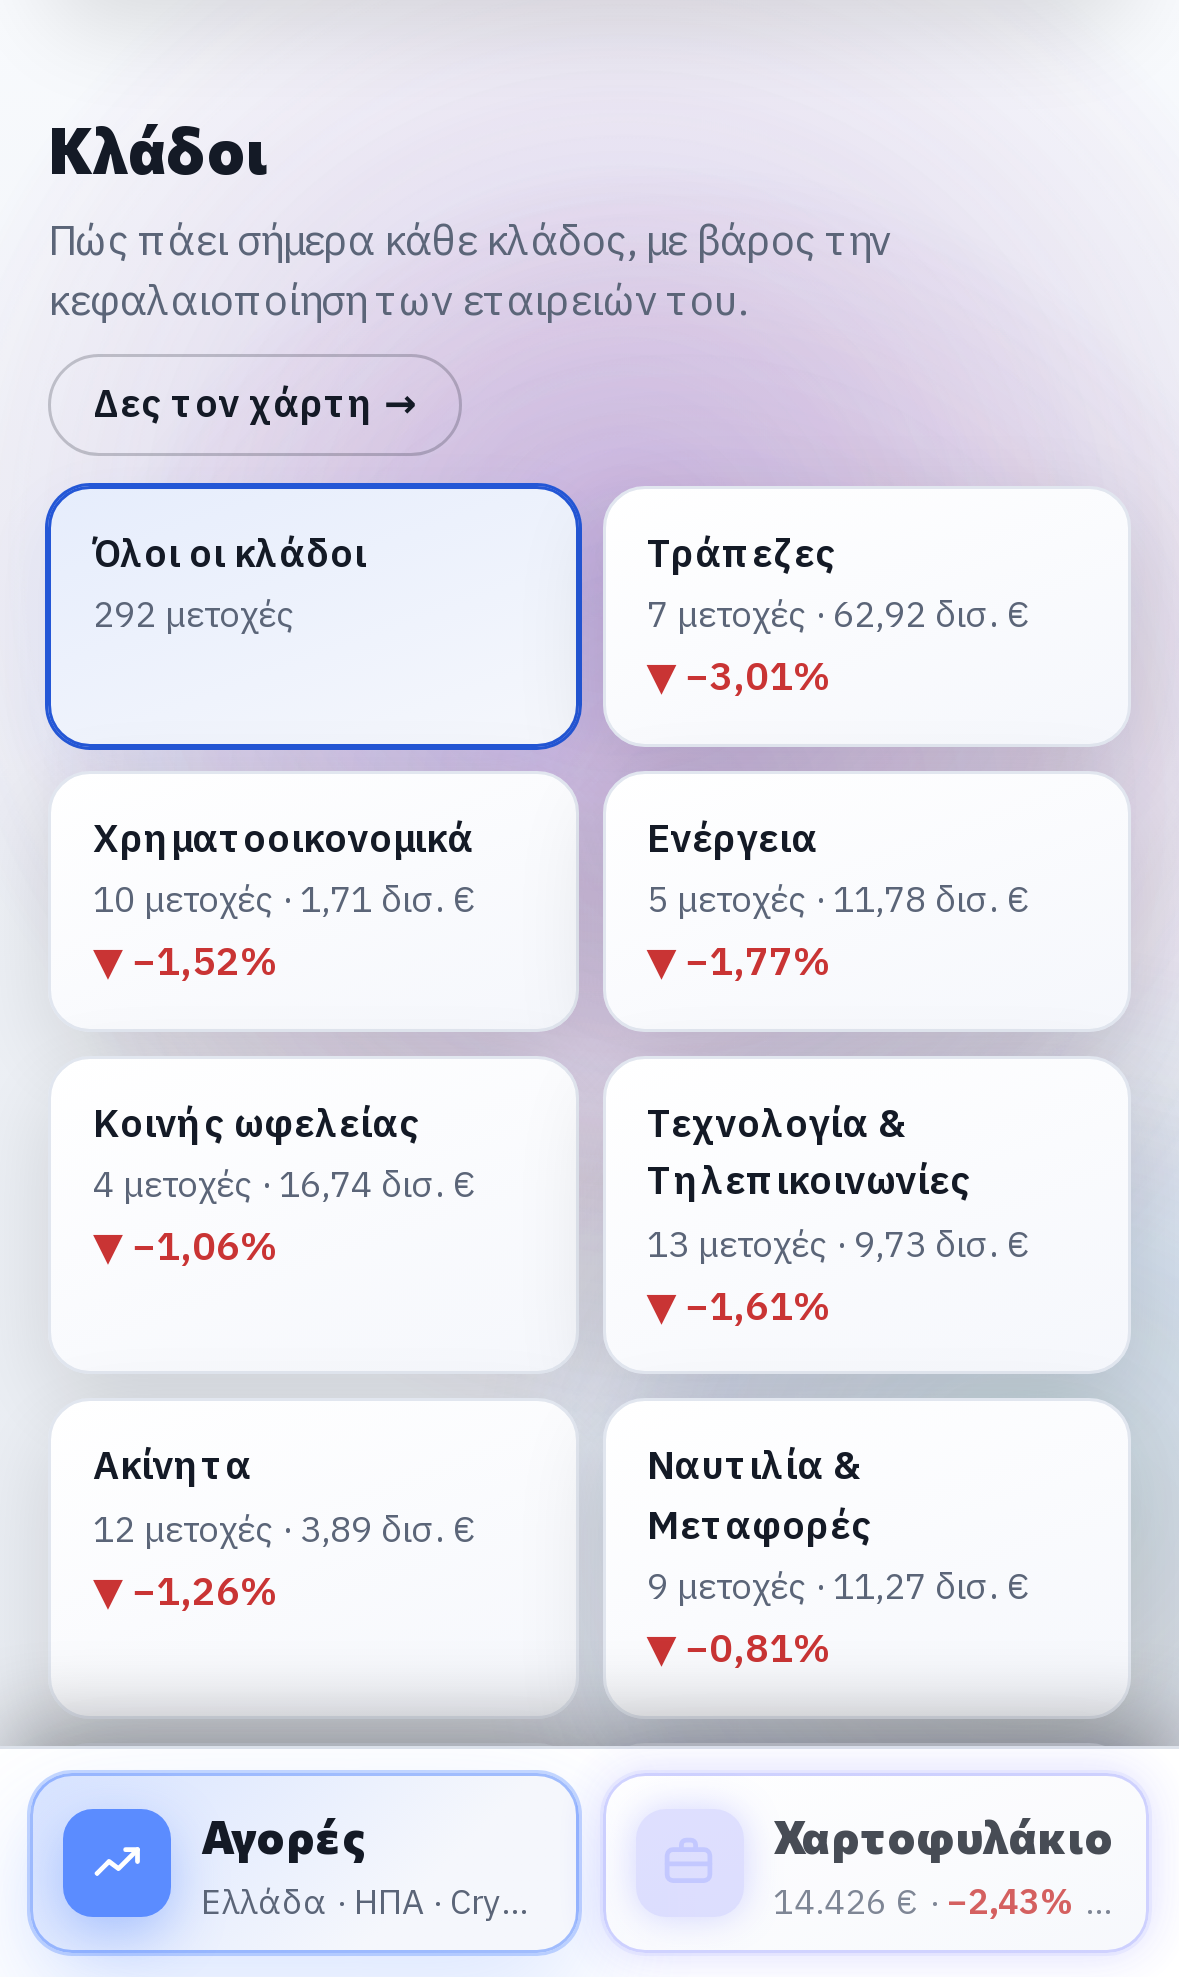 Κλάδοι
Πώς πάει σήμερα κάθε κλάδος, με βάρος την
κεφαλαιοποίηση των εταιρειών του.
Δες τον χάρτη →
Όλοι οι κλάδοι
292 μετοχές
Τράπεζες
7 μετοχές · 62,92 δισ. €
▼ −3,01%
Χρηματοοικονομικά
10 μετοχές · 1,71 δισ. €
▼ −1,52%
Ενέργεια
5 μετοχές · 11,78 δισ. €
▼ −1,77%
Κοινής ωφελείας
4 μετοχές · 16,74 δισ. €
▼ −1,06%
Τεχνολογία &
Τηλεπικοινωνίες
13 μετοχές · 9,73 δισ. €
▼ −1,61%
Ακίνητα
12 μετοχές · 3,89 δισ. €
▼ −1,26%
Ναυτιλία &
Μεταφορές
9 μετοχές · 11,27 δισ. €
▼ −0,81%
Αγορές
Ελλάδα · ΗΠΑ · Cry...
Χαρτοφυλάκιο
14.426 € · −2,43% ...